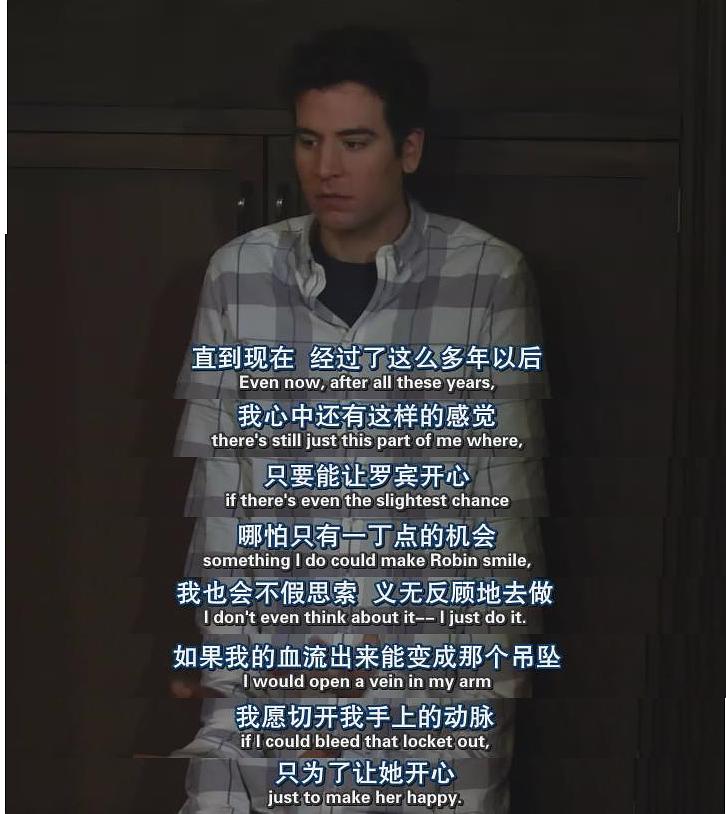 直到现在 经过了这么多年以后
Even now, after all these years,
我心中还有这样的感觉
there's still just this part of me where,
只要能让罗宾开心
if there's even the slightest chance
哪怕只有一丁点的机会
something I do could make Robin smile,
我也会不假思索 义无反顾地去做
I don't even think about it-- I just do it.
如果我的血流出来能变成那个吊坠
I would open a vein in my arm
我愿切开我手上的动脉
if I could bleed that locket out,
只为了让她开心
just to make her happy.